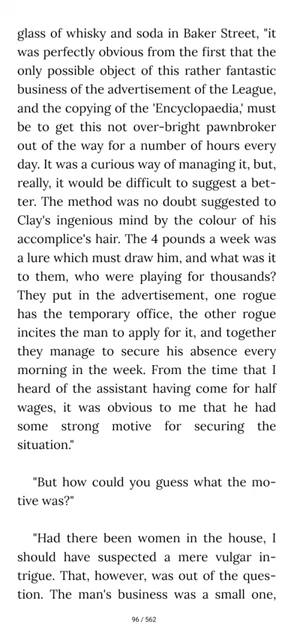 glass of whisky and soda in Baker Street, "it
was perfectly obvious from the first that the
only possible object of this rather fantastic
business of the advertisement of the League,
and the copying of the 'Encyclopaedia,' must
be to get this not over-bright pawnbroker
out of the way for a number of hours every
day. It was a curious way of managing it, but,
really, it would be difficult to suggest a bet-
ter. The method was no doubt suggested to
Clay's ingenious mind by the colour of his
accomplice's hair. The 4 pounds a week was
a lure which must draw him, and what was it
to them, who were playing for thousands?
They put in the advertisement, one rogue
has the temporary office, the other rogue
incites the man to apply for it, and together
they manage to secure his absence every
morning in the week. From the time that I
heard of the assistant having come for half
wages, it was obvious to me that he had
some strong motive for securing the
situation."
"But how could you guess what the mo-
tive was?"
"Had there been women in the house, I
should have suspected a mere vulgar in-
trigue. That, however, was out of the ques-
tion. The man's business was a small one,
96 / 562